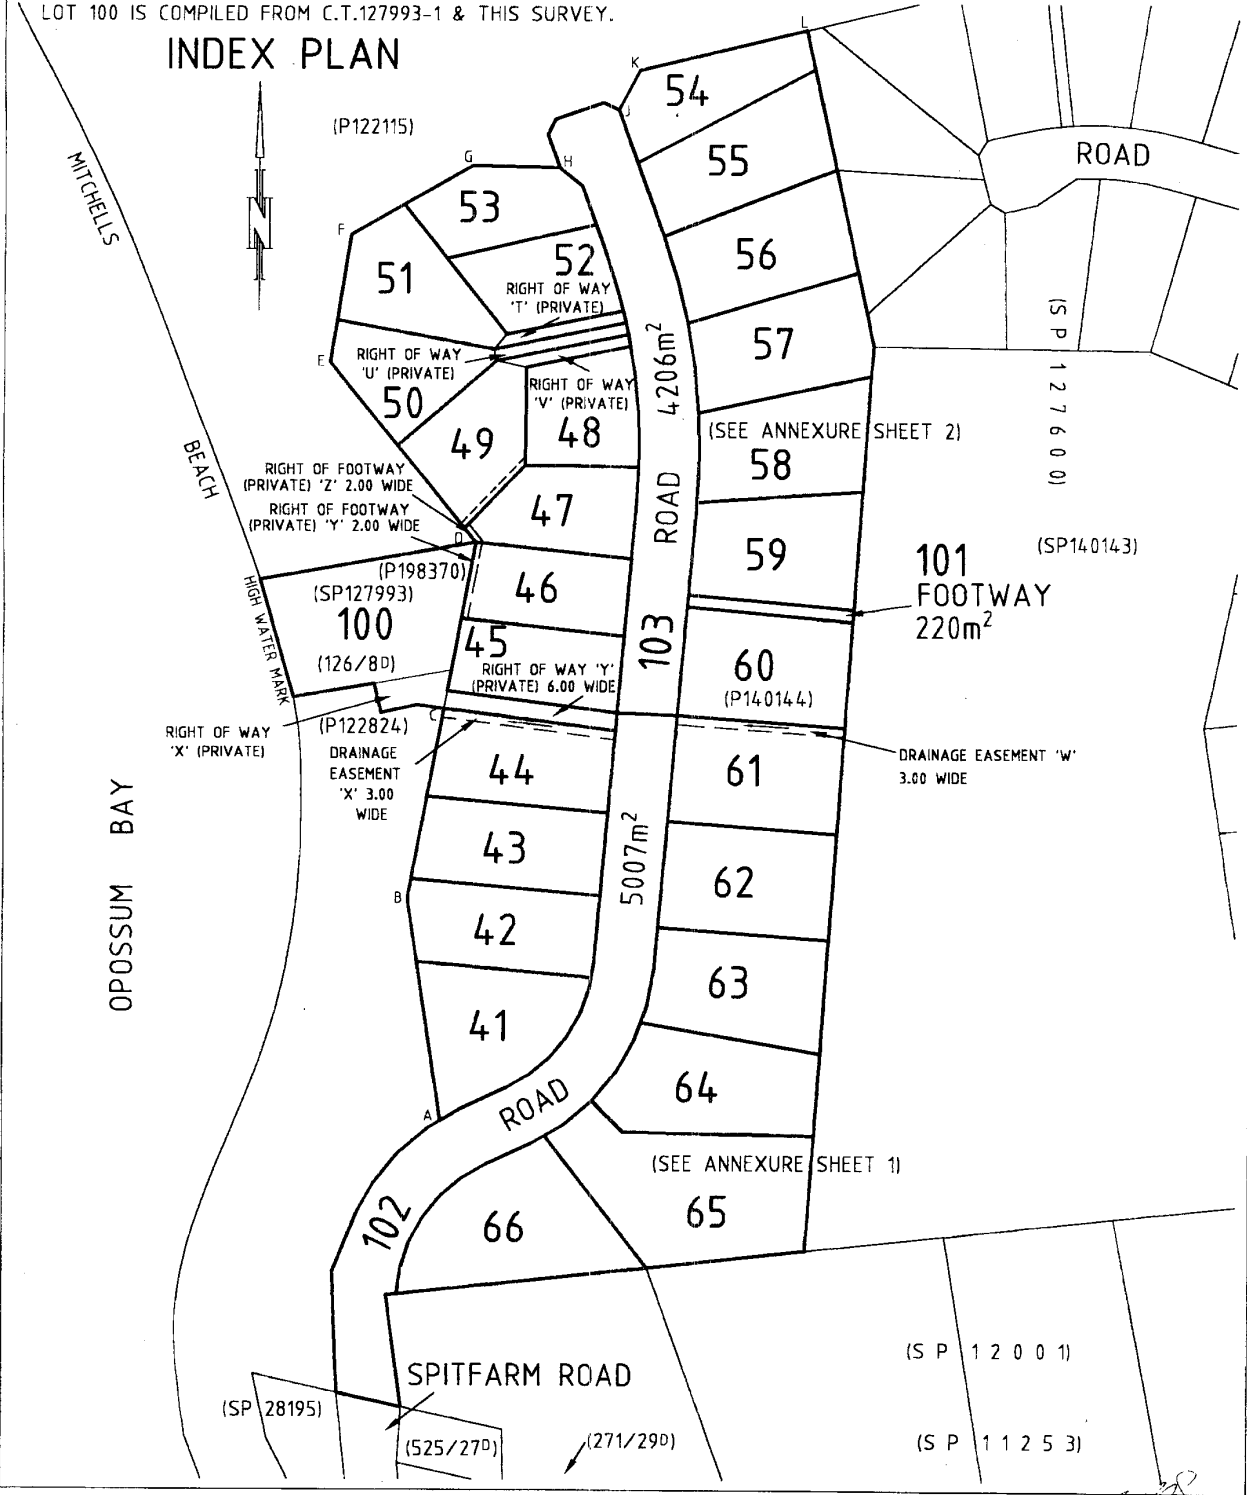 LOT 100 IS COMPILED FROM C.T.127993-1 & THIS SURVEY.
INDEX PLAN
(P122115)
N
MITCHELLS
BEACH
HIGH WATER MARK
OPOSSUM BAY
L
K
J
G
H
F
E
D
C
B
A
54
55
ROAD
53
56
52
51
RIGHT OF WAY
'T' (PRIVATE)
57
(SP127600)
RIGHT OF WAY
'U' (PRIVATE)
50
RIGHT OF WAY
'V' (PRIVATE)
4206m²
49
48
(SEE ANNEXURE SHEET 2)
58
RIGHT OF FOOTWAY
(PRIVATE) 'Z' 2.00 WIDE
RIGHT OF FOOTWAY
(PRIVATE) 'Y' 2.00 WIDE
47
ROAD
59
101
FOOTWAY
220m²
(SP140143)
(P198370)
(SP127993)
100
(126/8D)
46
103
45
RIGHT OF WAY 'Y'
(PRIVATE) 6.00 WIDE
60
(P140144)
RIGHT OF WAY
'X' (PRIVATE)
(P122824)
DRAINAGE
EASEMENT
'X' 3.00
WIDE
44
61
DRAINAGE EASEMENT 'W'
3.00 WIDE
43
5007m²
62
42
63
41
64
ROAD
(SEE ANNEXURE SHEET 1)
65
102
66
SPITFARM ROAD
(SP 28195)
(525/27D)
(271/29D)
(SP 12001)
(SP 11253)